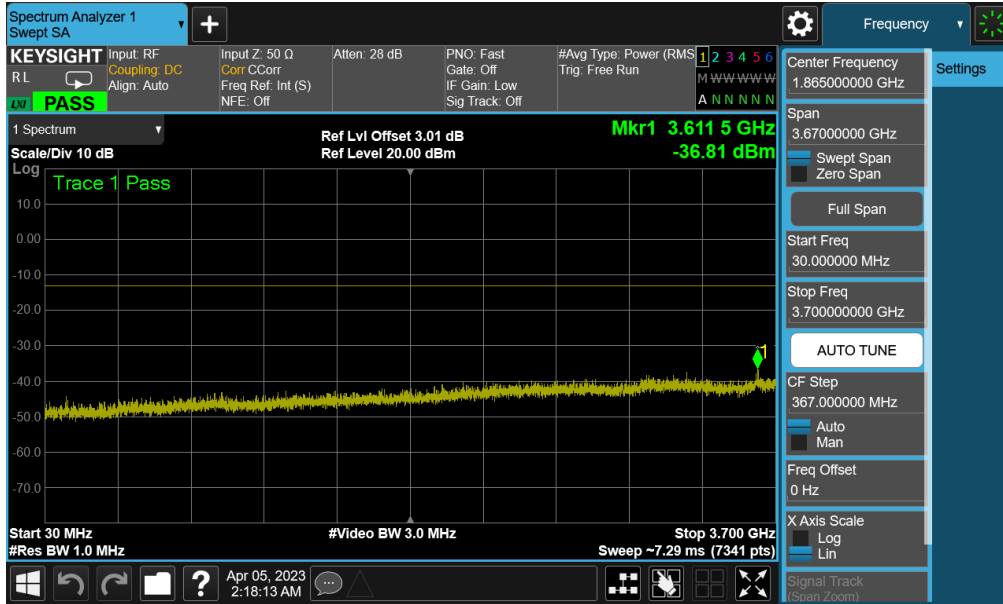 Spectrum Analyzer 1
Swept SA
Frequency
KEYSIGHT
RL
LXI PASS
Input: RF
Coupling: DC
Align: Auto
Input Z: 50 Ω
Corr CCorr
Freq Ref: Int (S)
NFE: Off
Atten: 28 dB
PNO: Fast
Gate: Off
IF Gain: Low
Sig Track: Off
#Avg Type: Power (RMS
Trig: Free Run
1 2 3 4 5 6
M W W W W W
A N N N N N
1 Spectrum
Scale/Div 10 dB
Ref Lvl Offset 3.01 dB
Ref Level 20.00 dBm
Mkr1 3.611 5 GHz
-36.81 dBm
Log
Trace 1 Pass
10.0
0.00
-10.0
-20.0
-30.0
1
-40.0
-50.0
-60.0
-70.0
Start 30 MHz
#Video BW 3.0 MHz
Stop 3.700 GHz
#Res BW 1.0 MHz
Sweep ~7.29 ms (7341 pts)
Apr 05, 2023
2:18:13 AM
Center Frequency
1.865000000 GHz
Settings
Span
3.67000000 GHz
Swept Span
Zero Span
Full Span
Start Freq
30.000000 MHz
Stop Freq
3.700000000 GHz
AUTO TUNE
CF Step
367.000000 MHz
Auto
Man
Freq Offset
0 Hz
X Axis Scale
Log
Lin
Signal Track
(Span Zoom)